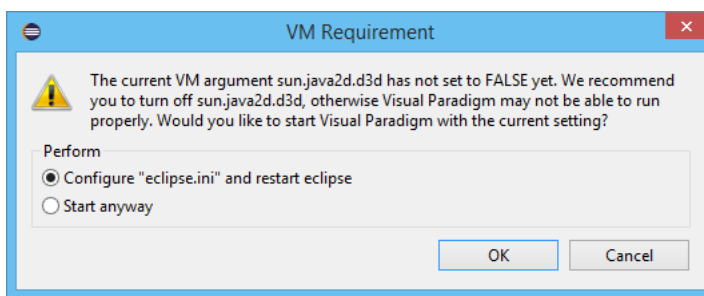 VM Requirement
The current VM argument sun.java2d.d3d has not set to FALSE yet. We recommend
you to turn off sun.java2d.d3d, otherwise Visual Paradigm may not be able to run
properly. Would you like to start Visual Paradigm with the current setting?
Perform
Configure "eclipse.ini" and restart eclipse
Start anyway
OK Cancel